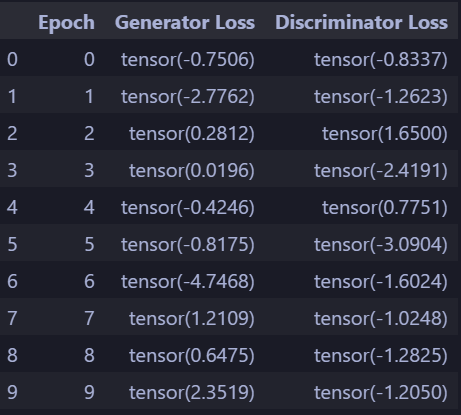 Epoch Generator Loss Discriminator Loss
0 0 tensor(-0.7506) tensor(-0.8337)
1 1 tensor(-2.7762) tensor(-1.2623)
2 2 tensor(0.2812) tensor(1.6500)
3 3 tensor(0.0196) tensor(-2.4191)
4 4 tensor(-0.4246) tensor(0.7751)
5 5 tensor(-0.8175) tensor(-3.0904)
6 6 tensor(-4.7468) tensor(-1.6024)
7 7 tensor(1.2109) tensor(-1.0248)
8 8 tensor(0.6475) tensor(-1.2825)
9 9 tensor(2.3519) tensor(-1.2050)